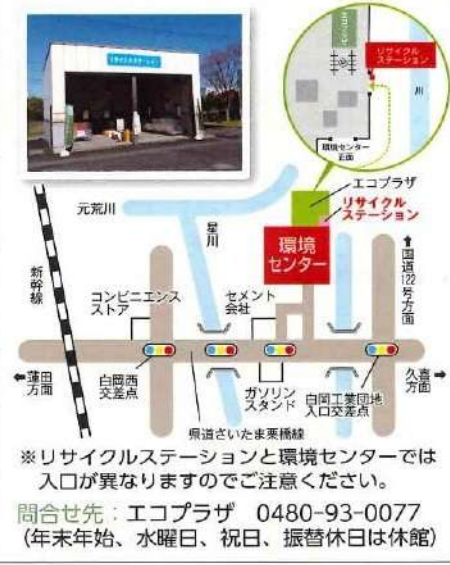 リサイクルステーション
エコプラザ
リサイクル
ステーション
川
環境センター
正面
エコプラザ
リサイクル
ステーション
元荒川
星川
環境
センター
新幹線
国道122号方面
コンビニエンス
ストア
セメント
会社
蓮田
方面
白岡西
交差点
ガソリン
スタンド
白岡工業団地
入口交差点
久喜
方面
県道さいたま栗橋線
※リサイクルステーションと環境センターでは
入口が異なりますのでご注意ください。
問合せ先：エコプラザ 0480-93-0077
（年末年始、水曜日、祝日、振替休日は休館）